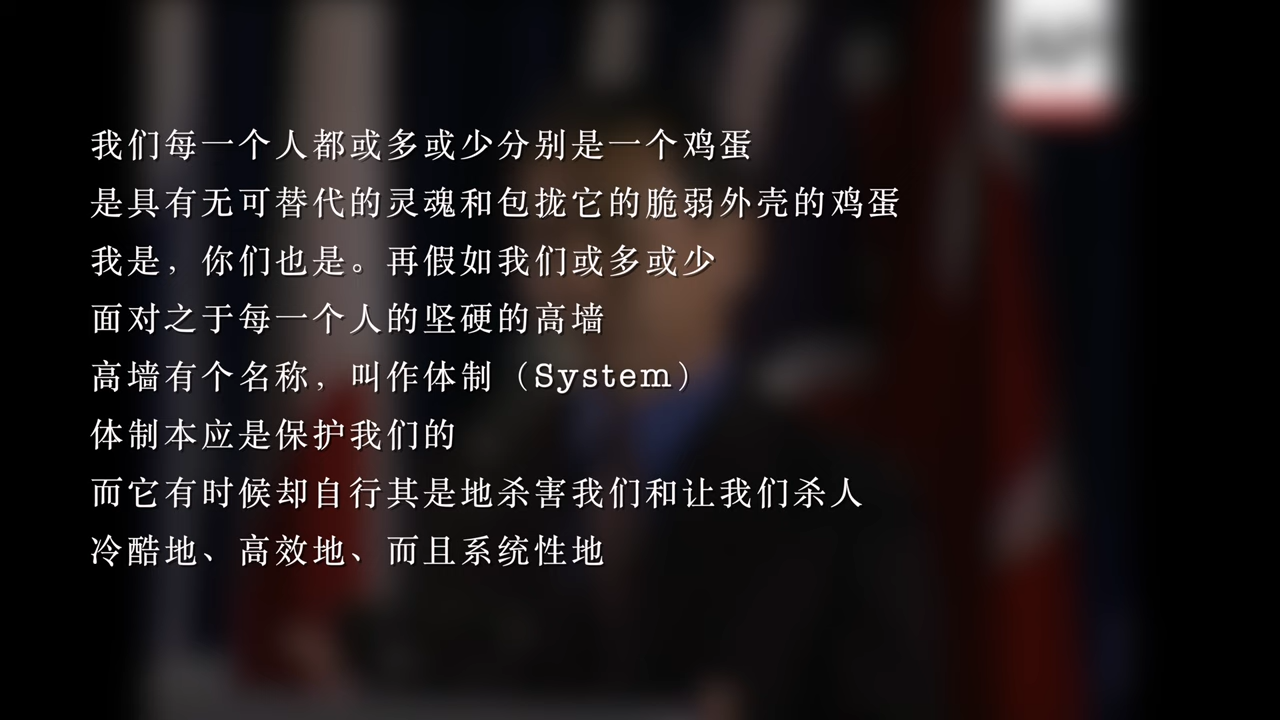 我们每一个人都或多或少分别是一个鸡蛋
是具有无可替代的灵魂和包拢它的脆弱外壳的鸡蛋
我是，你们也是。再假如我们或多或少
面对之于每一个人的坚硬的高墙
高墙有个名称，叫作体制（System）
体制本应是保护我们的
而它有时候却自行其是地杀害我们和让我们杀人
冷酷地、高效地、而且系统性地